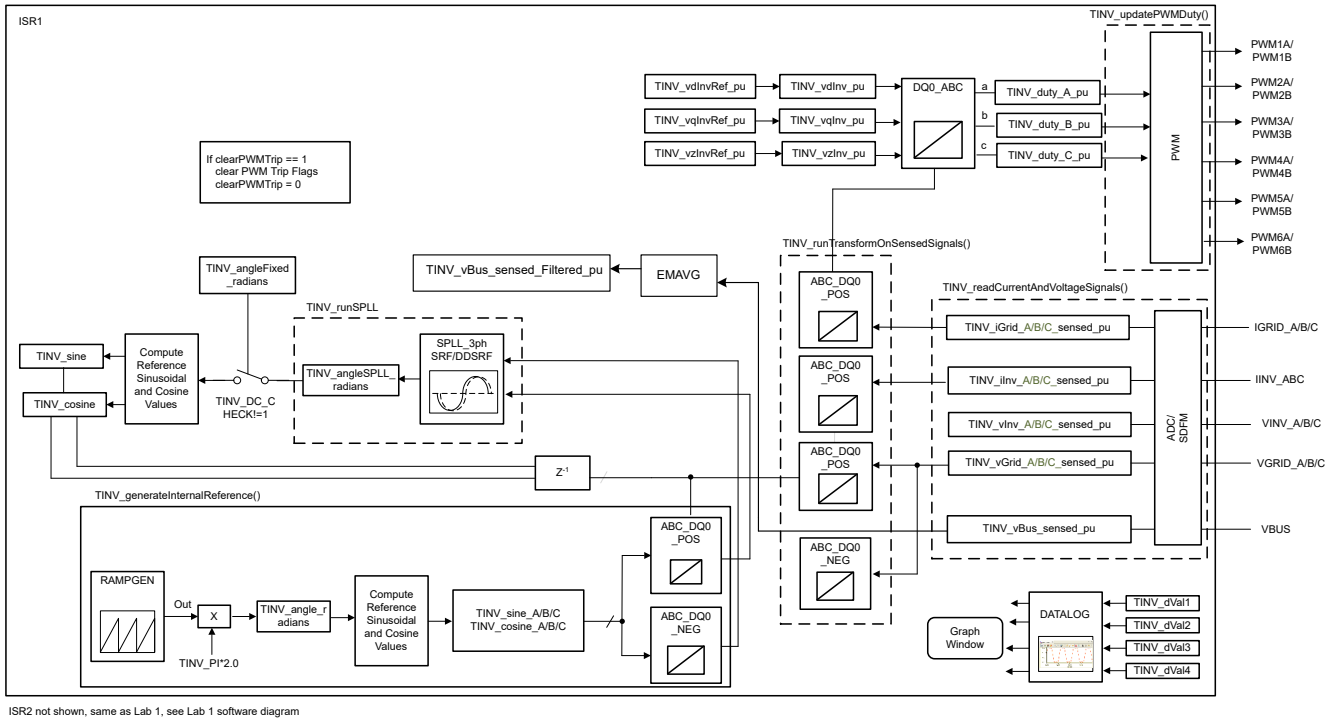 ISR1
TINV_updatePWMDuty()
PWM1A/
PWM1B
PWM2A/
PWM2B
PWM3A/
PWM3B
PWM4A/
PWM4B
PWM5A/
PWM5B
PWM6A/
PWM6B
PWM
TINV_vdInvRef_pu
TINV_vdInv_pu
TINV_vqInvRef_pu
TINV_vqInv_pu
TINV_vzInvRef_pu
TINV_vzInv_pu
DQ0_ABC
a
TINV_duty_A_pu
b
TINV_duty_B_pu
c
TINV_duty_C_pu
If clearPWMTrip == 1
clear PWM Trip Flags
clearPWMTrip = 0
TINV_runTransformOnSensedSignals()
TINV_angleFixed
_radians
TINV_vBus_sensed_Filtered_pu
EMAVG
ABC_DQ0
_POS
TINV_readCurrentAndVoltageSignals()
TINV_iGrid_A/B/C_sensed_pu
IGRID_A/B/C
TINV_runSPLL
SPLL_3ph
SRF/DDSRF
TINV_angleSPLL_
radians
TINV_DC_C
HECK!=1
Compute
Reference
Sinusoidal
and Cosine
Values
TINV_sine
TINV_cosine
ABC_DQ0
_POS
TINV_iInv_A/B/C_sensed_pu
IINV_ABC
TINV_vInv_A/B/C_sensed_pu
VINV_A/B/C
ADC/
SDFM
ABC_DQ0
_POS
TINV_vGrid_A/B/C_sensed_pu
VGRID_A/B/C
Z-1
TINV_vBus_sensed_pu
VBUS
ABC_DQ0
_NEG
TINV_generateInternalReference()
RAMPGEN
Out
X
TINV_PI*2.0
TINV_angle_r
adians
Compute
Reference
Sinusoidal
and Cosine
Values
TINV_sine_A/B/C
TINV_cosine_A/B/C
ABC_DQ0
_POS
ABC_DQ0
_NEG
Graph
Window
DATALOG
TINV_dVal1
TINV_dVal2
TINV_dVal3
TINV_dVal4
ISR2 not shown, same as Lab 1, see Lab 1 software diagram